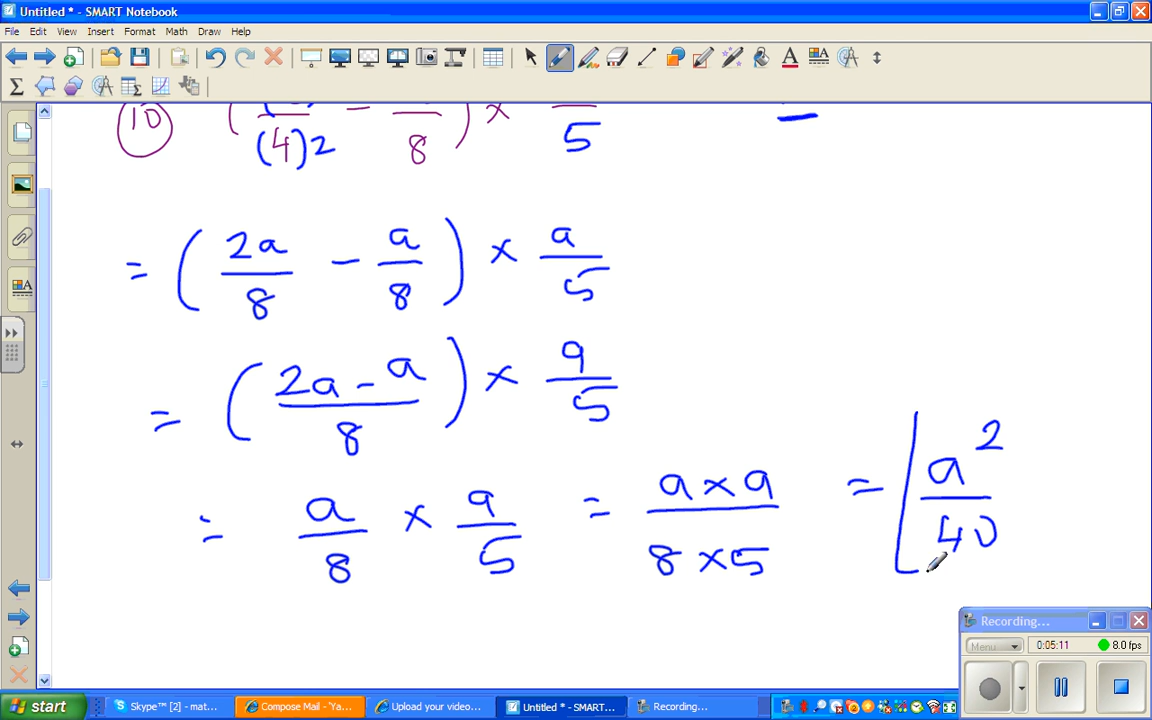 Untitled * - SMART Notebook
File Edit View Insert Format Math Draw Help
10 ( (4)2 - 8 ) x 5
= ( 2a/8 - a/8 ) x a/5
= ( 2a - a/8 ) x a/5
= a/8 x a/5 = a x a/8 x 5 = a²/40
Recording...
Menu 0:05:11 8.0 fps
start Skype™ [2] - mat... Compose Mail - 'Ya... Upload your video... Untitled * - SMART... Recording...